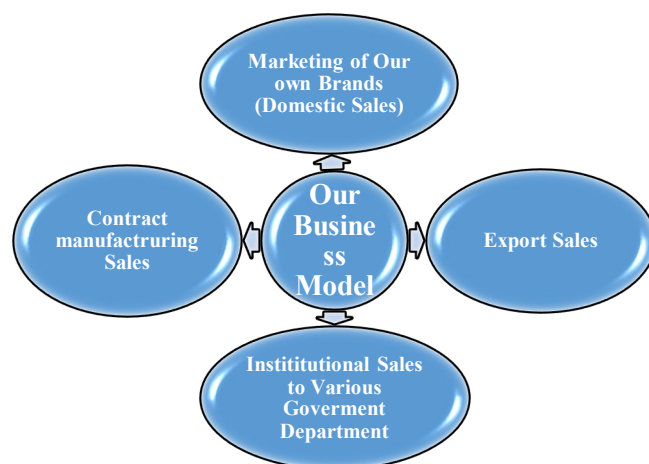 Marketing of Our
own Brands
(Domestic Sales)
Contract
manufactruring
Sales
Our
Busine
ss
Model
Export Sales
Instititutional Sales
to Various
Goverment
Department